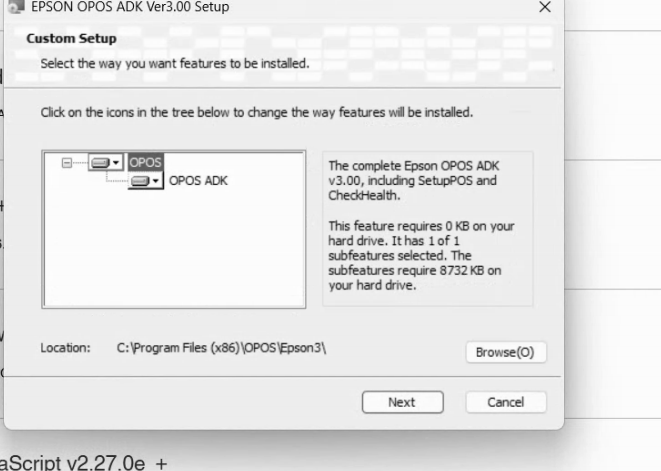 EPSON OPOS ADK Ver3.00 Setup
Custom Setup
Select the way you want features to be installed.
Click on the icons in the tree below to change the way features will be installed.
OPOS
OPOS ADK
The complete Epson OPOS ADK
v3.00, including SetupPOS and
CheckHealth.
This feature requires 0 KB on your
hard drive. It has 1 of 1
subfeatures selected. The
subfeatures require 8732 KB on
your hard drive.
Location: C:\Program Files (x86)\OPOS\Epson3\
Browse(O)
Next Cancel
aScript v2.27.0e +